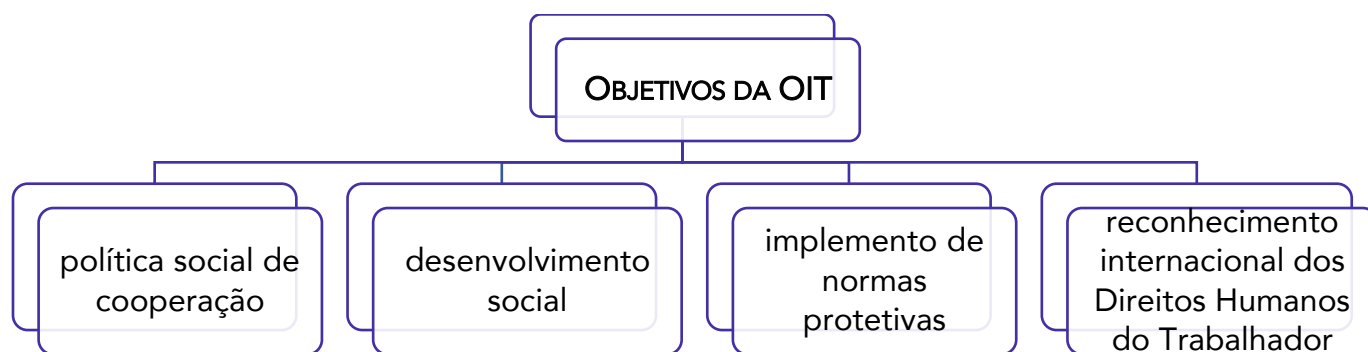 OBJETIVOS DA OIT
política social de
cooperação
desenvolvimento
social
implemento de
normas
protetivas
reconhecimento
internacional dos
Direitos Humanos
do Trabalhador